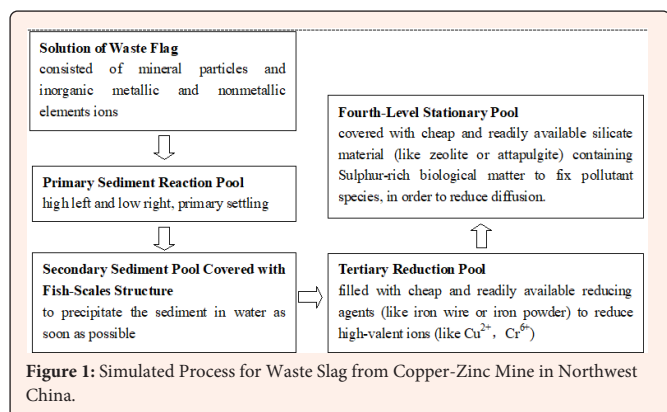 Solution of Waste Flag
consisted of mineral particles and
inorganic metallic and nonmetallic
elements ions
Primary Sediment Reaction Pool
high left and low right, primary settling
Secondary Sediment Pool Covered with
Fish-Scales Structure
to precipitate the sediment in water as
soon as possible
Tertiary Reduction Pool
filled with cheap and readily available reducing
agents (like iron wire or iron powder) to reduce
high-valent ions (like Cu²⁺, Cr⁶⁺)
Fourth-Level Stationary Pool
covered with cheap and readily available silicate
material (like zeolite or attapulgite) containing
Sulphur-rich biological matter to fix pollutant
species, in order to reduce diffusion.
Figure 1: Simulated Process for Waste Slag from Copper-Zinc Mine in Northwest
China.